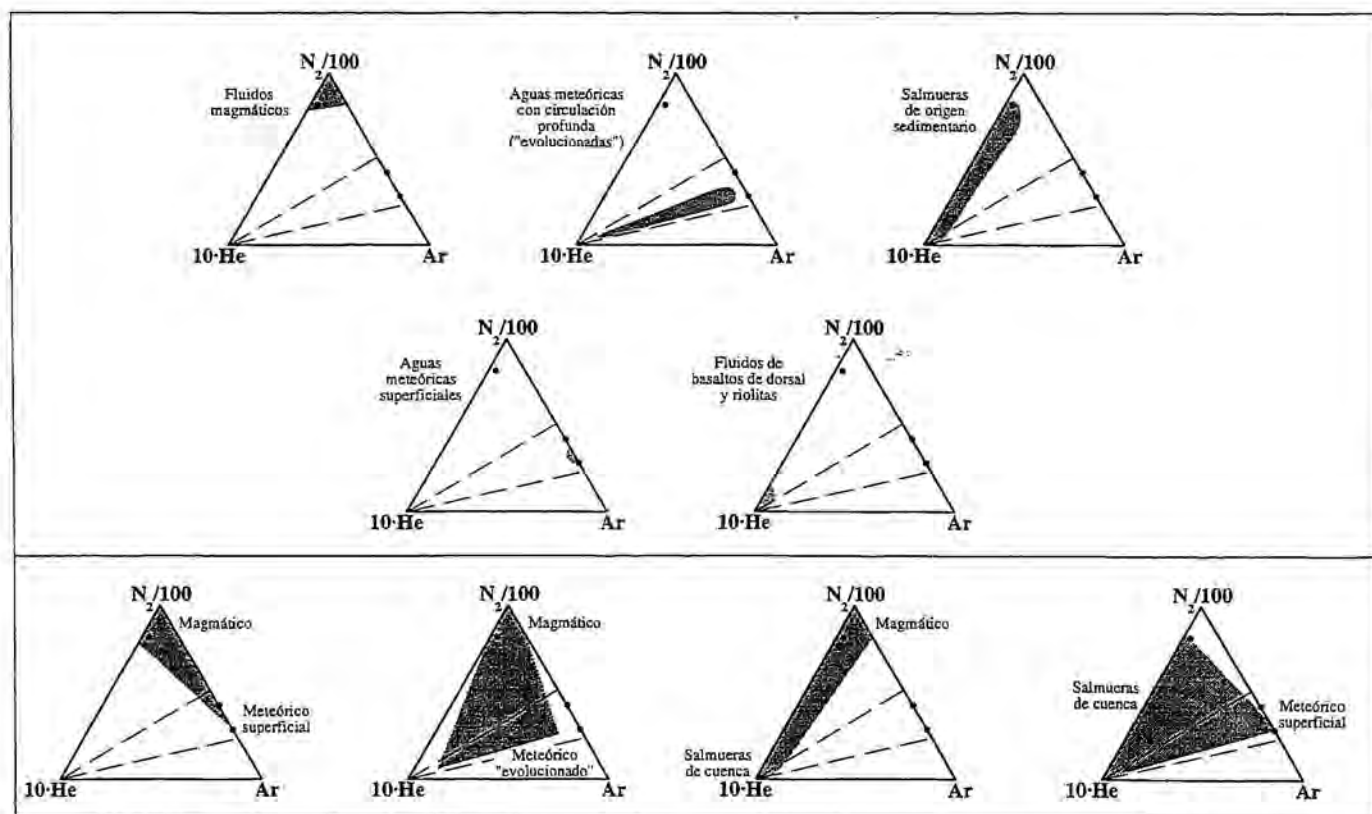 N₂/100
Fluidos
magmáticos
10·He
Ar
N₂/100
Aguas meteóricas
con circulación
profunda
("evolucionadas")
10·He
Ar
N₂/100
Salmueras
de origen
sedimentario
10·He
Ar
N₂/100
Aguas
meteóricas
superficiales
10·He
Ar
N₂/100
Fluidos de
basaltos de dorsal
y riolitas
10·He
Ar
N₂/100
Magmático
Meteórico
superficial
10·He
Ar
N₂/100
Magmático
Meteórico
"evolucionado"
10·He
Ar
N₂/100
Magmático
Salmueras
de cuenca
10·He
Ar
N₂/100
Salmueras
de cuenca
Meteórico
superficial
10·He
Ar